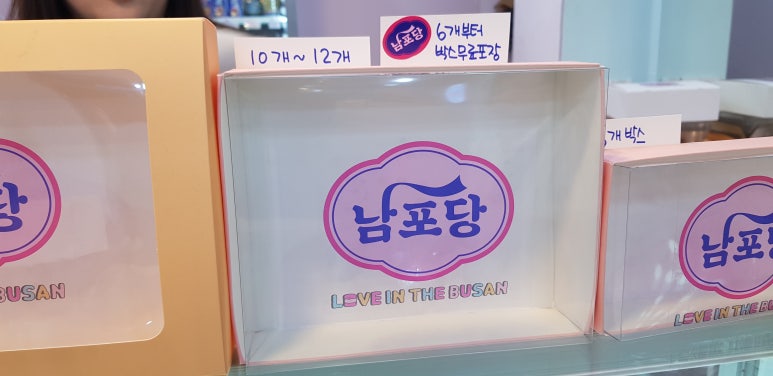 10개~12개
남포당
6개부터
박스무료포장
남포당
LOVE IN THE BUSAN
당
BUSAN
개 박스
남포당
LOVE IN THE